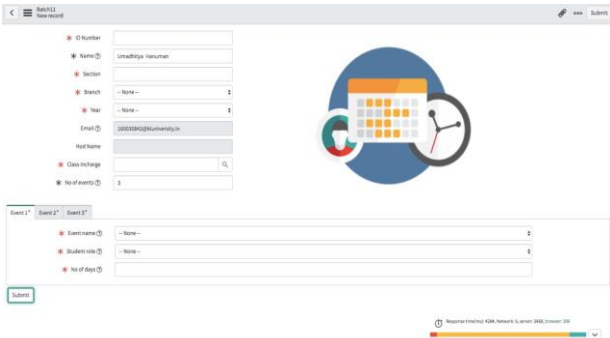 Batch11
New record
Submit
* ID Number
* Name Umadhitya Hanuman
* Section
* Branch -- None --
* Year -- None --
Email
Hod Name
* Class Incharge
* No of events 3
Event 1* Event 2* Event 3*
* Event name -- None --
* Student role -- None --
* No of days
Submit